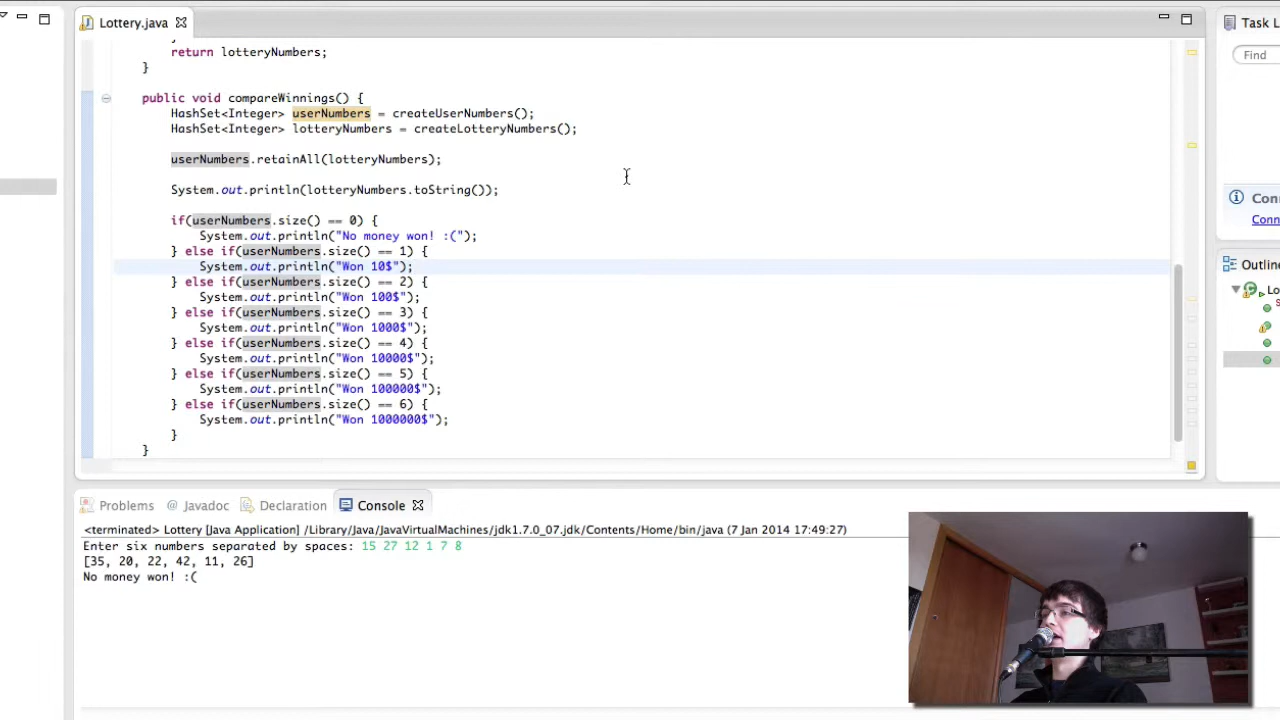 Lottery.java
Task L
Find
return lotteryNumbers;
}
public void compareWinnings() {
HashSet<Integer> userNumbers = createUserNumbers();
HashSet<Integer> lotteryNumbers = createLotteryNumbers();
userNumbers.retainAll(lotteryNumbers);
System.out.println(lotteryNumbers.toString());
if(userNumbers.size() == 0) {
System.out.println("No money won! :(");
} else if(userNumbers.size() == 1) {
System.out.println("Won 10$");
} else if(userNumbers.size() == 2) {
System.out.println("Won 100$");
} else if(userNumbers.size() == 3) {
System.out.println("Won 1000$");
} else if(userNumbers.size() == 4) {
System.out.println("Won 10000$");
} else if(userNumbers.size() == 5) {
System.out.println("Won 100000$");
} else if(userNumbers.size() == 6) {
System.out.println("Won 1000000$");
}
}
Con
Conn
Outline
Lo
Problems @ Javadoc Declaration Console
<terminated> Lottery [Java Application] /Library/Java/JavaVirtualMachines/jdk1.7.0_07.jdk/Contents/Home/bin/java (7 Jan 2014 17:49:27)
Enter six numbers separated by spaces: 15 27 12 1 7 8
[35, 20, 22, 42, 11, 26]
No money won! :(